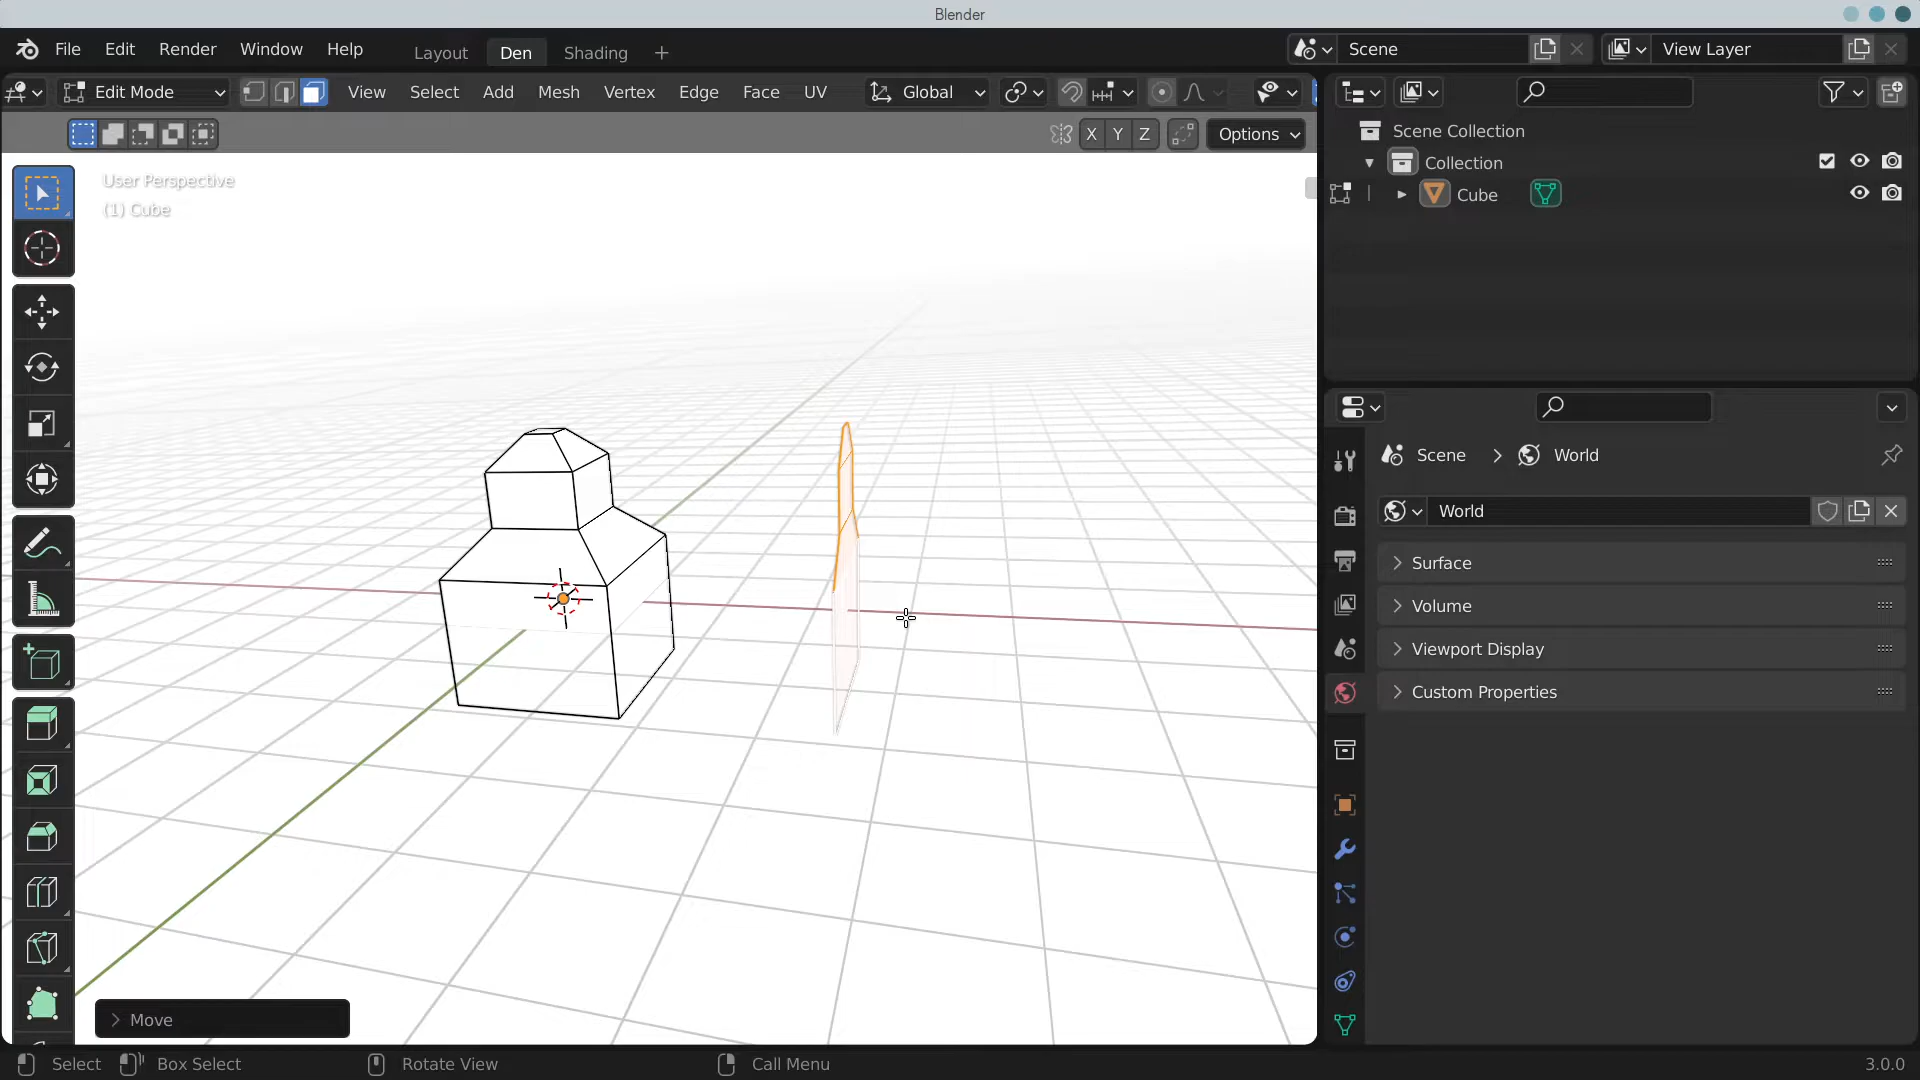 Blender
File Edit Render Window Help Layout Den Shading + Scene View Layer
Edit Mode View Select Add Mesh Vertex Edge Face UV Global
X Y Z Options
User Perspective
(1) Cube
Scene Collection
Collection
Cube
Scene > World
World
Surface
Volume
Viewport Display
Custom Properties
> Move
Select Box Select Rotate View Call Menu 3.0.0